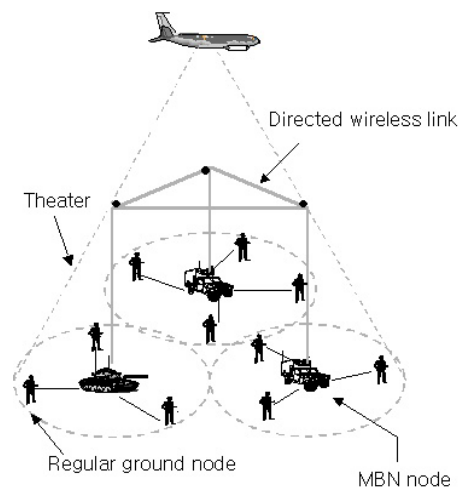 Directed wireless link
Theater
Regular ground node
MBN node